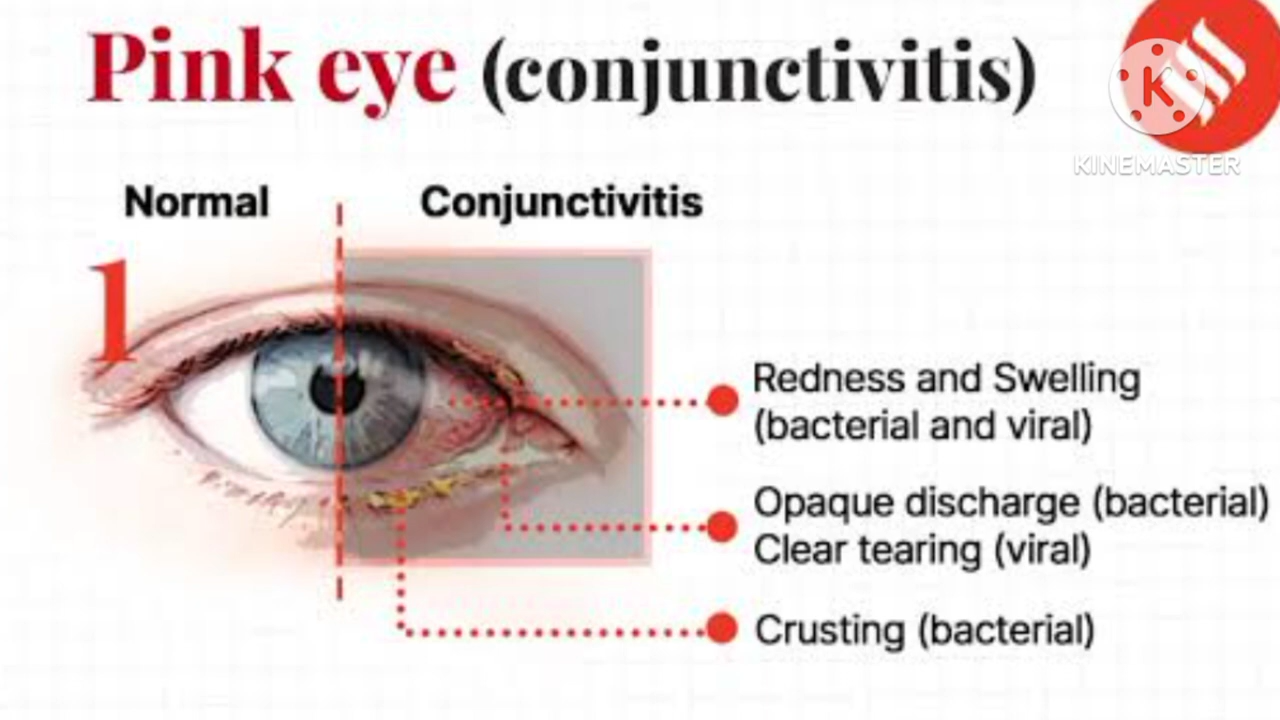 Pink eye (conjunctivitis)
K
KINEMASTER
Normal
Conjunctivitis
1
Redness and Swelling
(bacterial and viral)
Opaque discharge (bacterial)
Clear tearing (viral)
Crusting (bacterial)